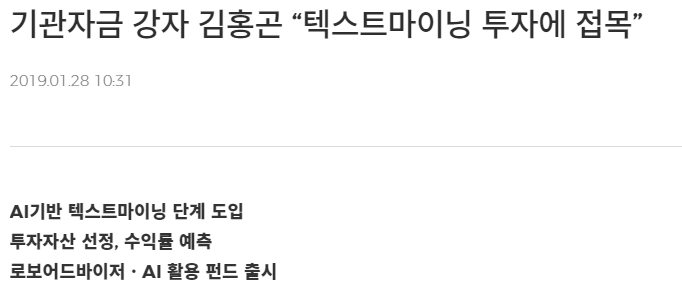 기관자금 강자 김홍곤 “텍스트마이닝 투자에 접목”
2019.01.28 10:31
AI기반 텍스트마이닝 단계 도입
투자자산 선정, 수익률 예측
로보어드바이저·AI 활용 펀드 출시